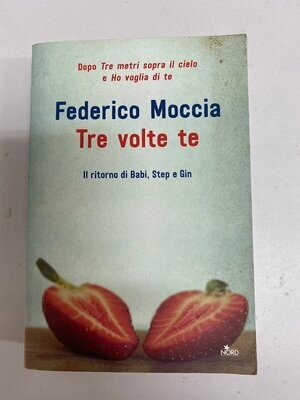 Dopo Tre metri sopra il cielo
e Ho voglia di te
Federico Moccia
Tre volte te
Il ritorno di Babi, Step e Gin
NORD